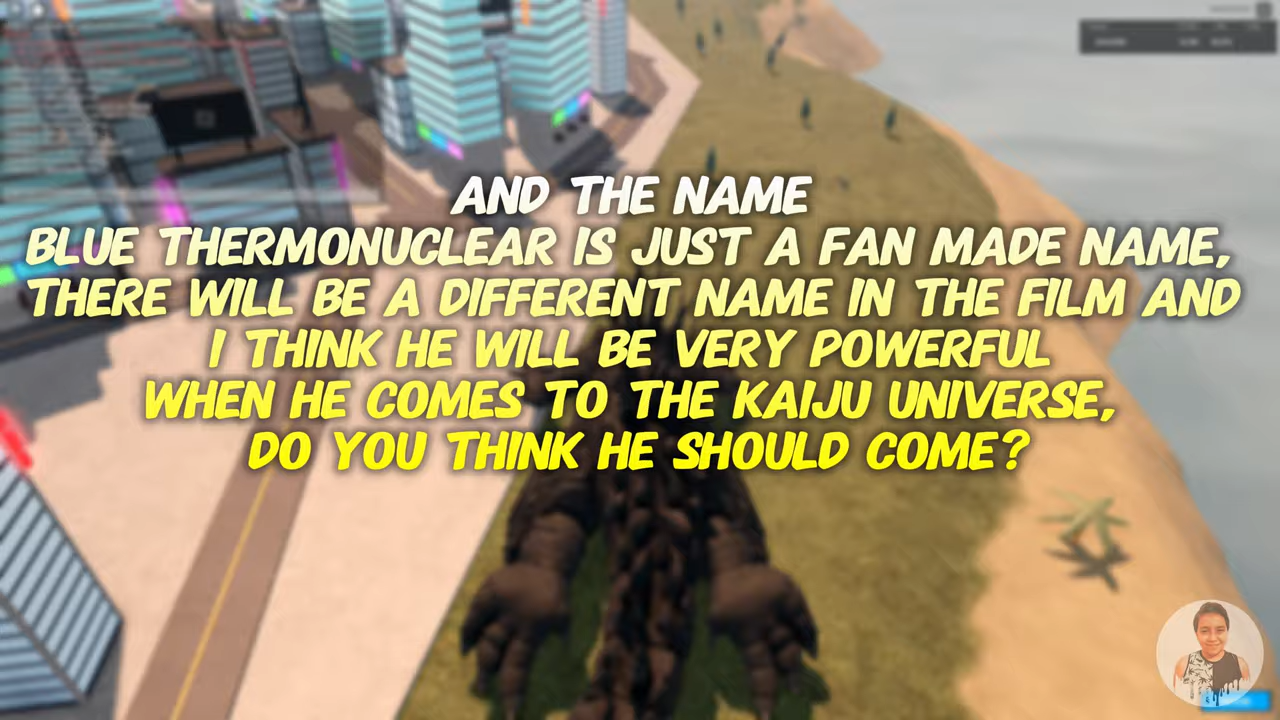 AND THE NAME
BLUE THERMONUCLEAR IS JUST A FAN MADE NAME,
THERE WILL BE A DIFFERENT NAME IN THE FILM AND
I THINK HE WILL BE VERY POWERFUL
WHEN HE COMES TO THE KAIJU UNIVERSE,
DO YOU THINK HE SHOULD COME?